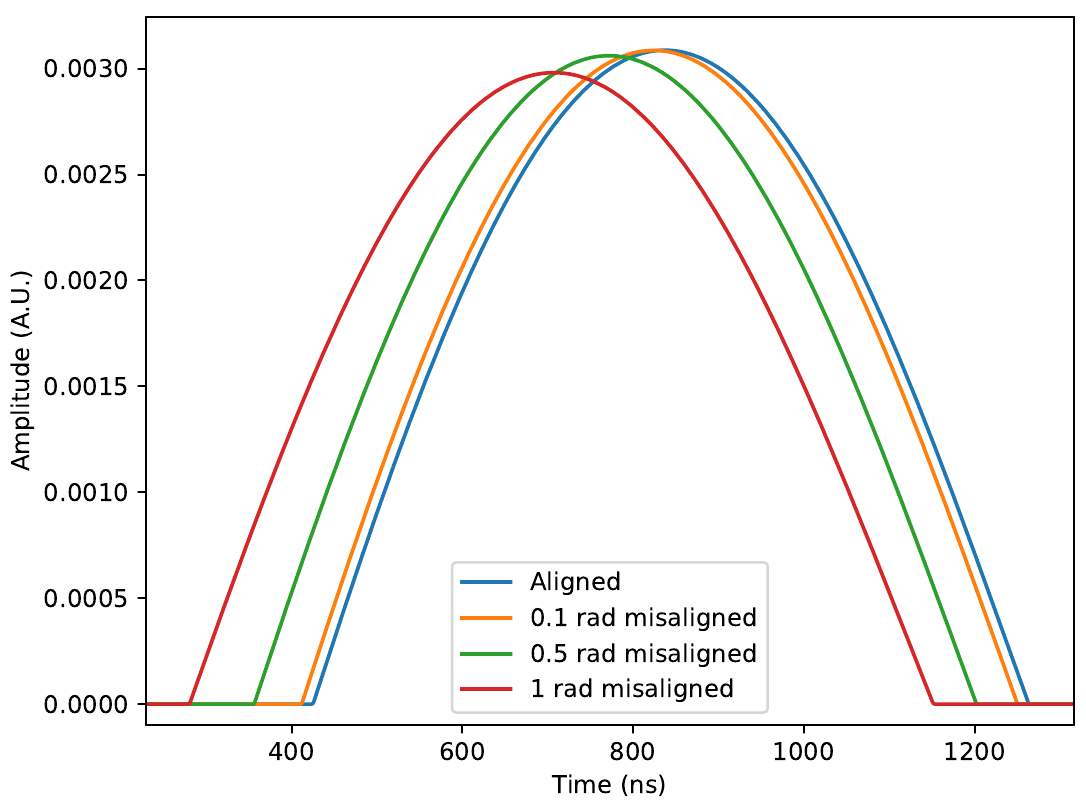 0.0030
0.0025
0.0020
0.0015
0.0010
0.0005
0.0000
Amplitude (A.U.)
Aligned
0.1 rad misaligned
0.5 rad misaligned
1 rad misaligned
400 600 800 1000 1200
Time (ns)